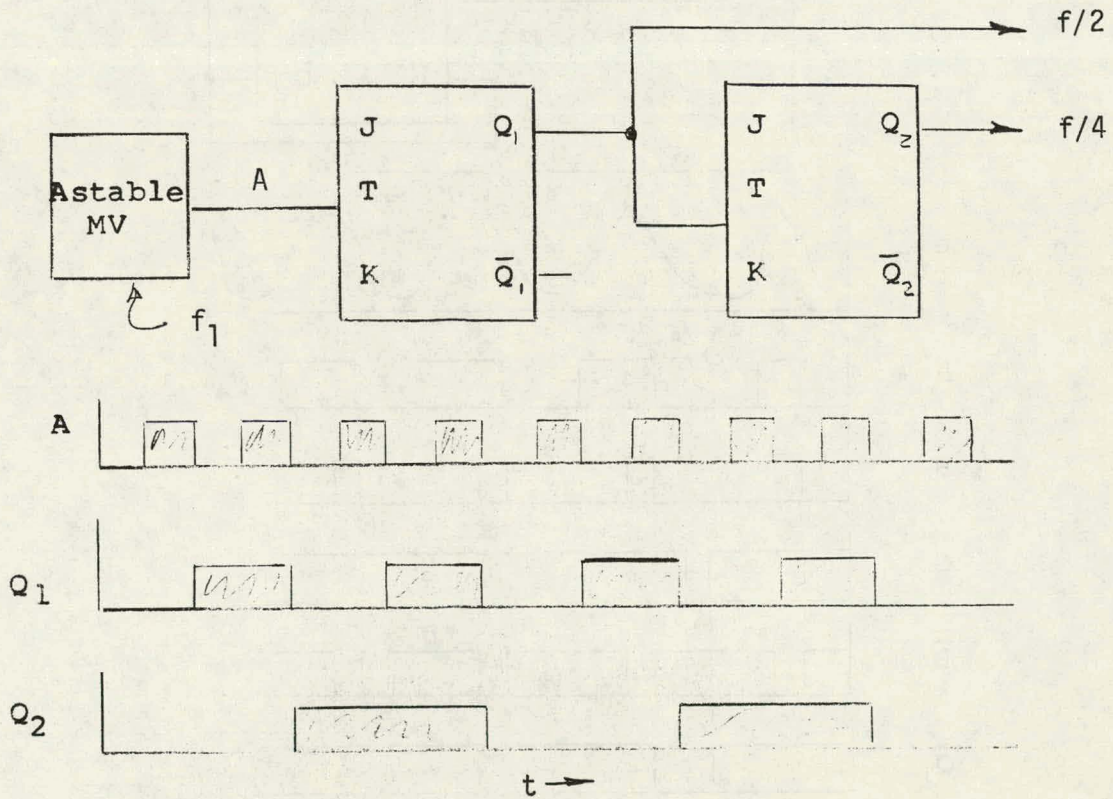 f/2
J Q₁ J Q₂ f/4
Astable
MV
A
T T
K Q̅₁ K Q̅₂
f₁
A
Q₁
Q₂
t